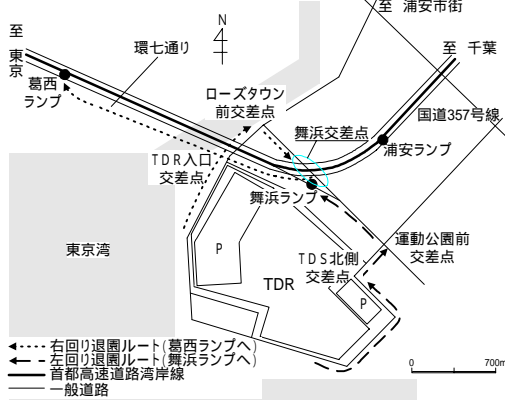 至 浦安市街
N
至
東
京
環七通り
至 千葉
葛西
ランプ
ローズタウン
前交差点
国道357号線
舞浜交差点
浦安ランプ
TDR入口
交差点
舞浜ランプ
東京湾
P
TDS北側
交差点
運動公園前
交差点
TDR
P
右回り退園ルート(葛西ランプへ)
左回り退園ルート(舞浜ランプへ)
首都高速道路湾岸線
一般道路
0 700m